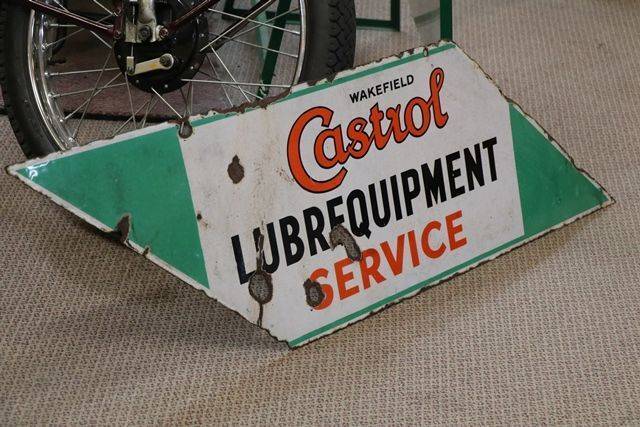 WAKEFIELD
Castrol
LUBREQUIPMENT
SERVICE